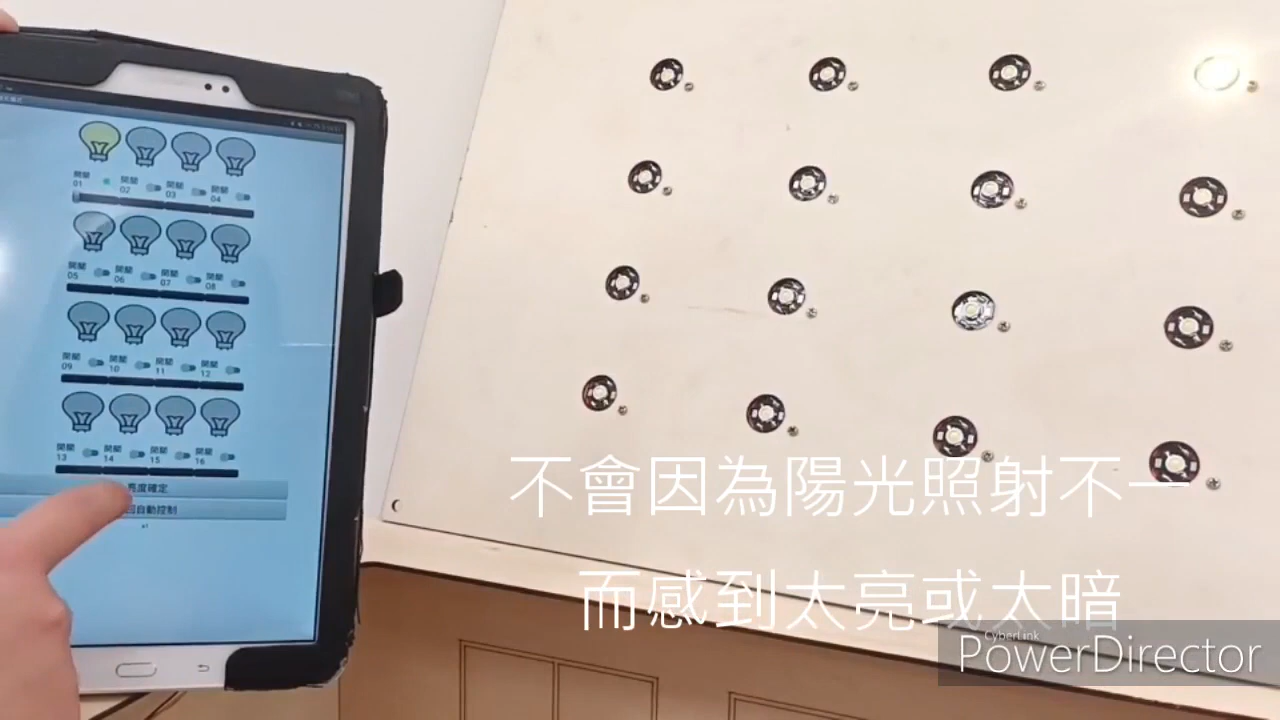 開關 開關 開關 開關
01 02 03 04
開關 開關 開關 開關
05 06 07 08
開關 開關 開關 開關
09 10 11 12
開關 開關 開關 開關
13 14 15 16
亮度確定
回自動控制
不會因為陽光照射不一
而感到太亮或太暗
CyberLink
PowerDirector